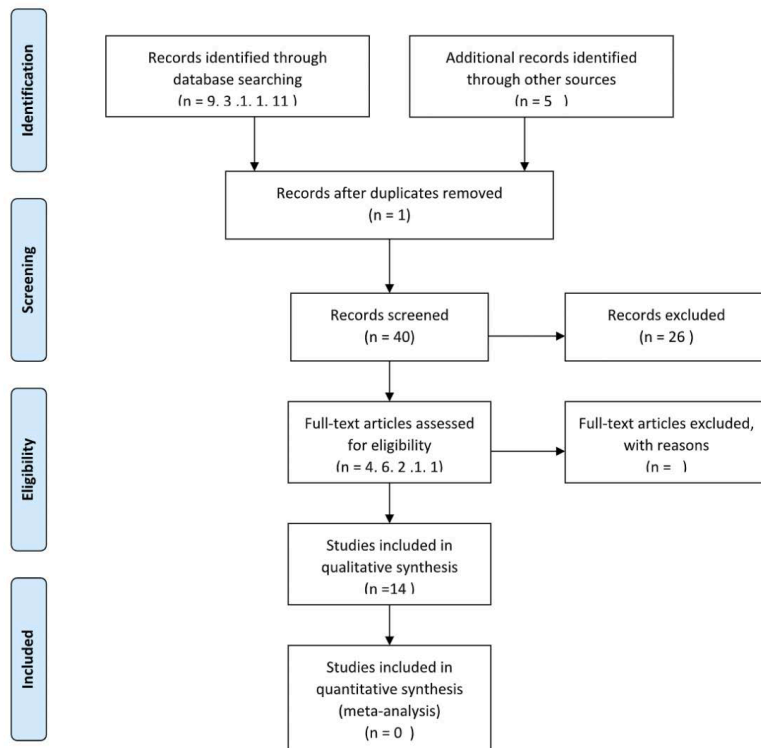 Identification
Records identified through
database searching
(n = 9, 3 ,1, 1, 11 )
Additional records identified
through other sources
(n = 5 )
Records after duplicates removed
(n = 1)
Screening
Records screened
(n = 40)
Records excluded
(n = 26 )
Eligibility
Full-text articles assessed
for eligibility
(n = 4, 6, 2 ,1, 1)
Full-text articles excluded,
with reasons
(n = )
Studies included in
qualitative synthesis
(n =14 )
Included
Studies included in
quantitative synthesis
(meta-analysis)
(n = 0 )